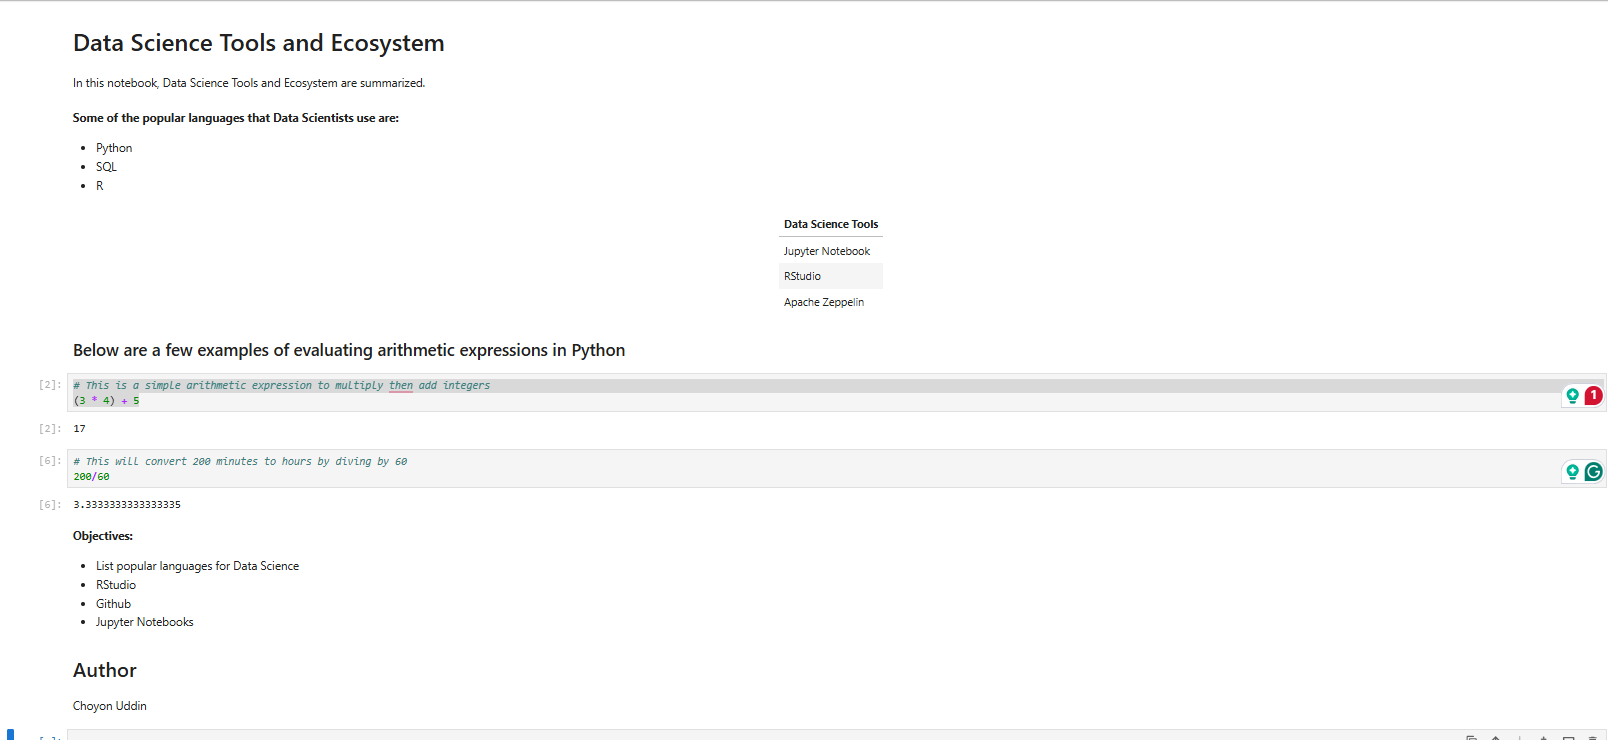 Data Science Tools and Ecosystem
In this notebook, Data Science Tools and Ecosystem are summarized.
Some of the popular languages that Data Scientists use are:
• Python
• SQL
• R
Data Science Tools
Jupyter Notebook
RStudio
Apache Zeppelin
Below are a few examples of evaluating arithmetic expressions in Python
[2]: # This is a simple arithmetic expression to multiply then add integers
(3 * 4) + 5
1
[2]: 17
[6]: # This will convert 200 minutes to hours by diving by 60
200/60
[6]: 3.3333333333333335
Objectives:
• List popular languages for Data Science
• RStudio
• Github
• Jupyter Notebooks
Author
Choyon Uddin
[ ]: